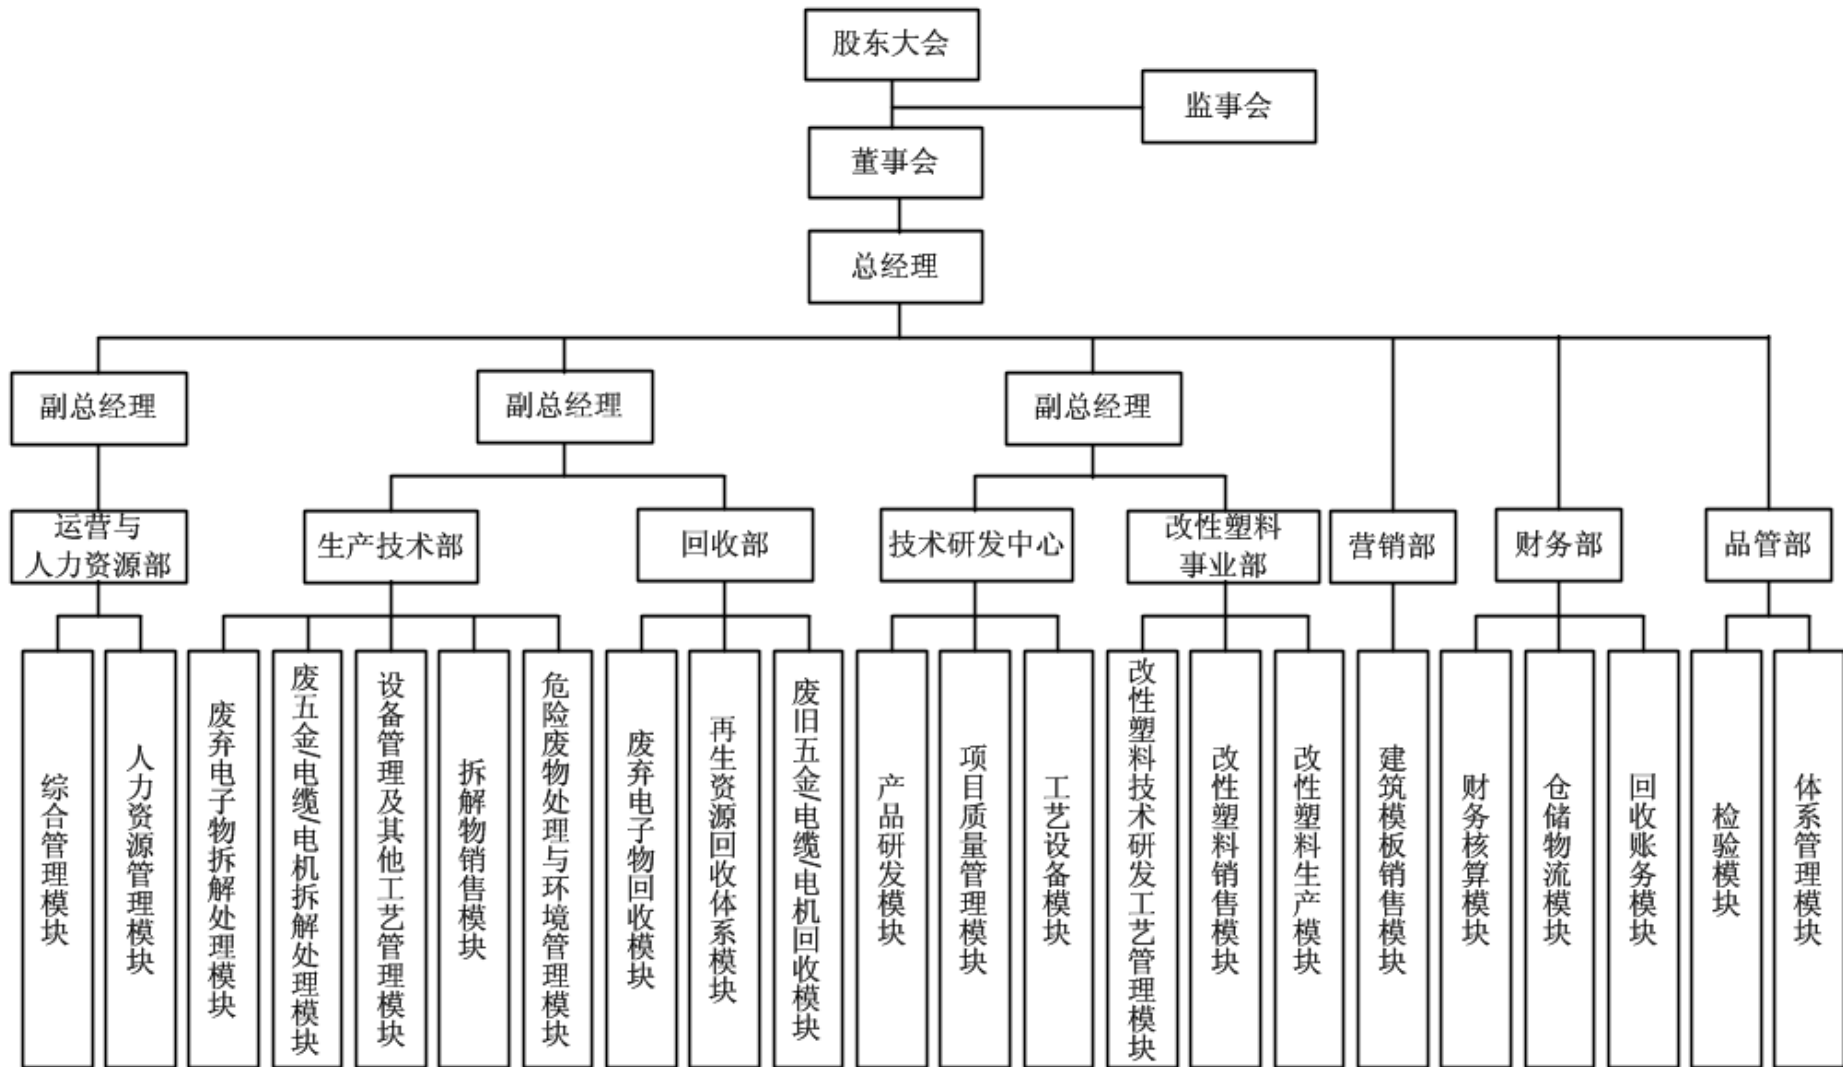 股东大会
监事会
董事会
总经理
副总经理
副总经理
副总经理
运营与
人力资源部
生产技术部
回收部
技术研发中心
改性塑料
事业部
营销部
财务部
品管部
综合管理模块
人力资源管理模块
废弃电子物拆解处理模块
废五金/电缆/电机拆解处理模块
设备管理及其他工艺管理模块
拆解物销售模块
危险废物处理与环境管理模块
废弃电子物回收模块
再生资源回收体系模块
废旧五金/电缆/电机回收模块
产品研发模块
项目质量管理模块
工艺设备模块
改性塑料技术研发工艺管理模块
改性塑料销售模块
改性塑料生产模块
建筑模板销售模块
财务核算模块
仓储物流模块
回收账务模块
检验模块
体系管理模块